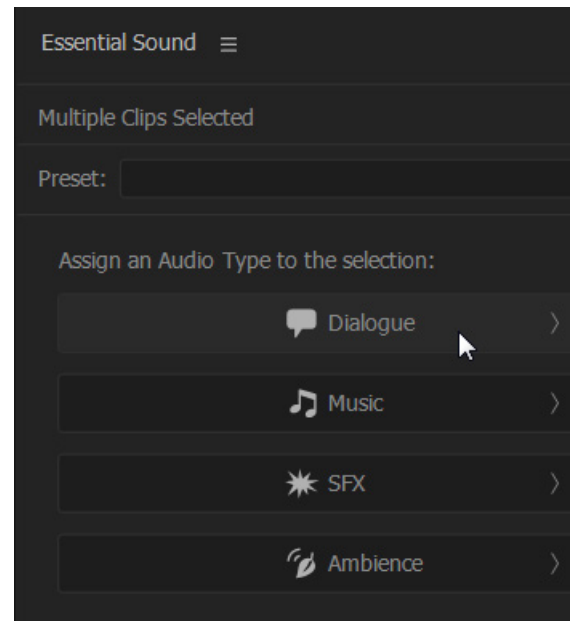 Essential Sound
Multiple Clips Selected
Preset:
Assign an Audio Type to the selection:
Dialogue
Music
SFX
Ambience